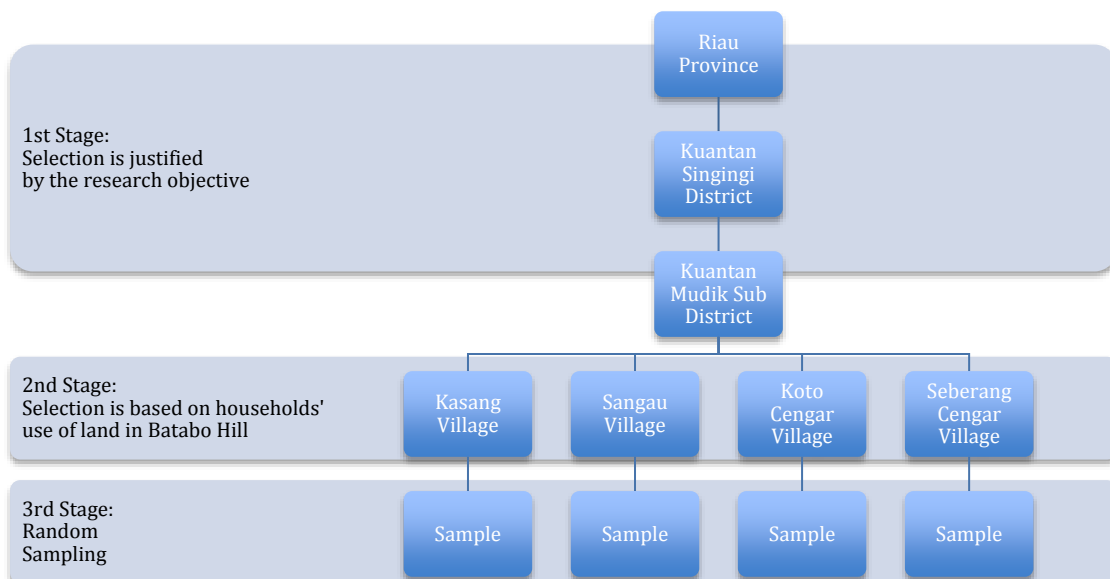 Riau
Province
1st Stage:
Selection is justified
by the research objective
Kuantan
Singingi
District
Kuantan
Mudik Sub
District
2nd Stage:
Selection is based on households'
use of land in Batabo Hill
Kasang
Village
Sangau
Village
Koto
Cengar
Village
Seberang
Cengar
Village
3rd Stage:
Random
Sampling
Sample
Sample
Sample
Sample